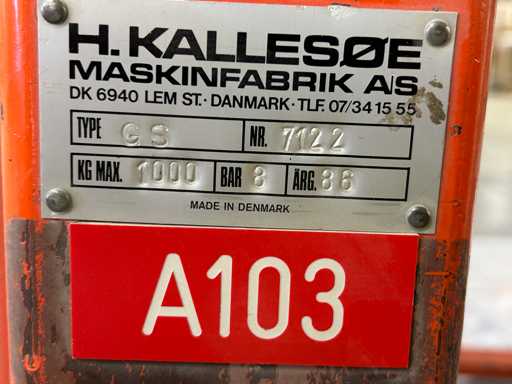 H. KALLESØE
MASKINFABRIK A/S
DK 6940 LEM ST. · DANMARK · TLF. 07/34 15 55
TYPE GS NR. 7122
KG MAX. 1000 BAR 8 ÄRG. 86
MADE IN DENMARK
A103